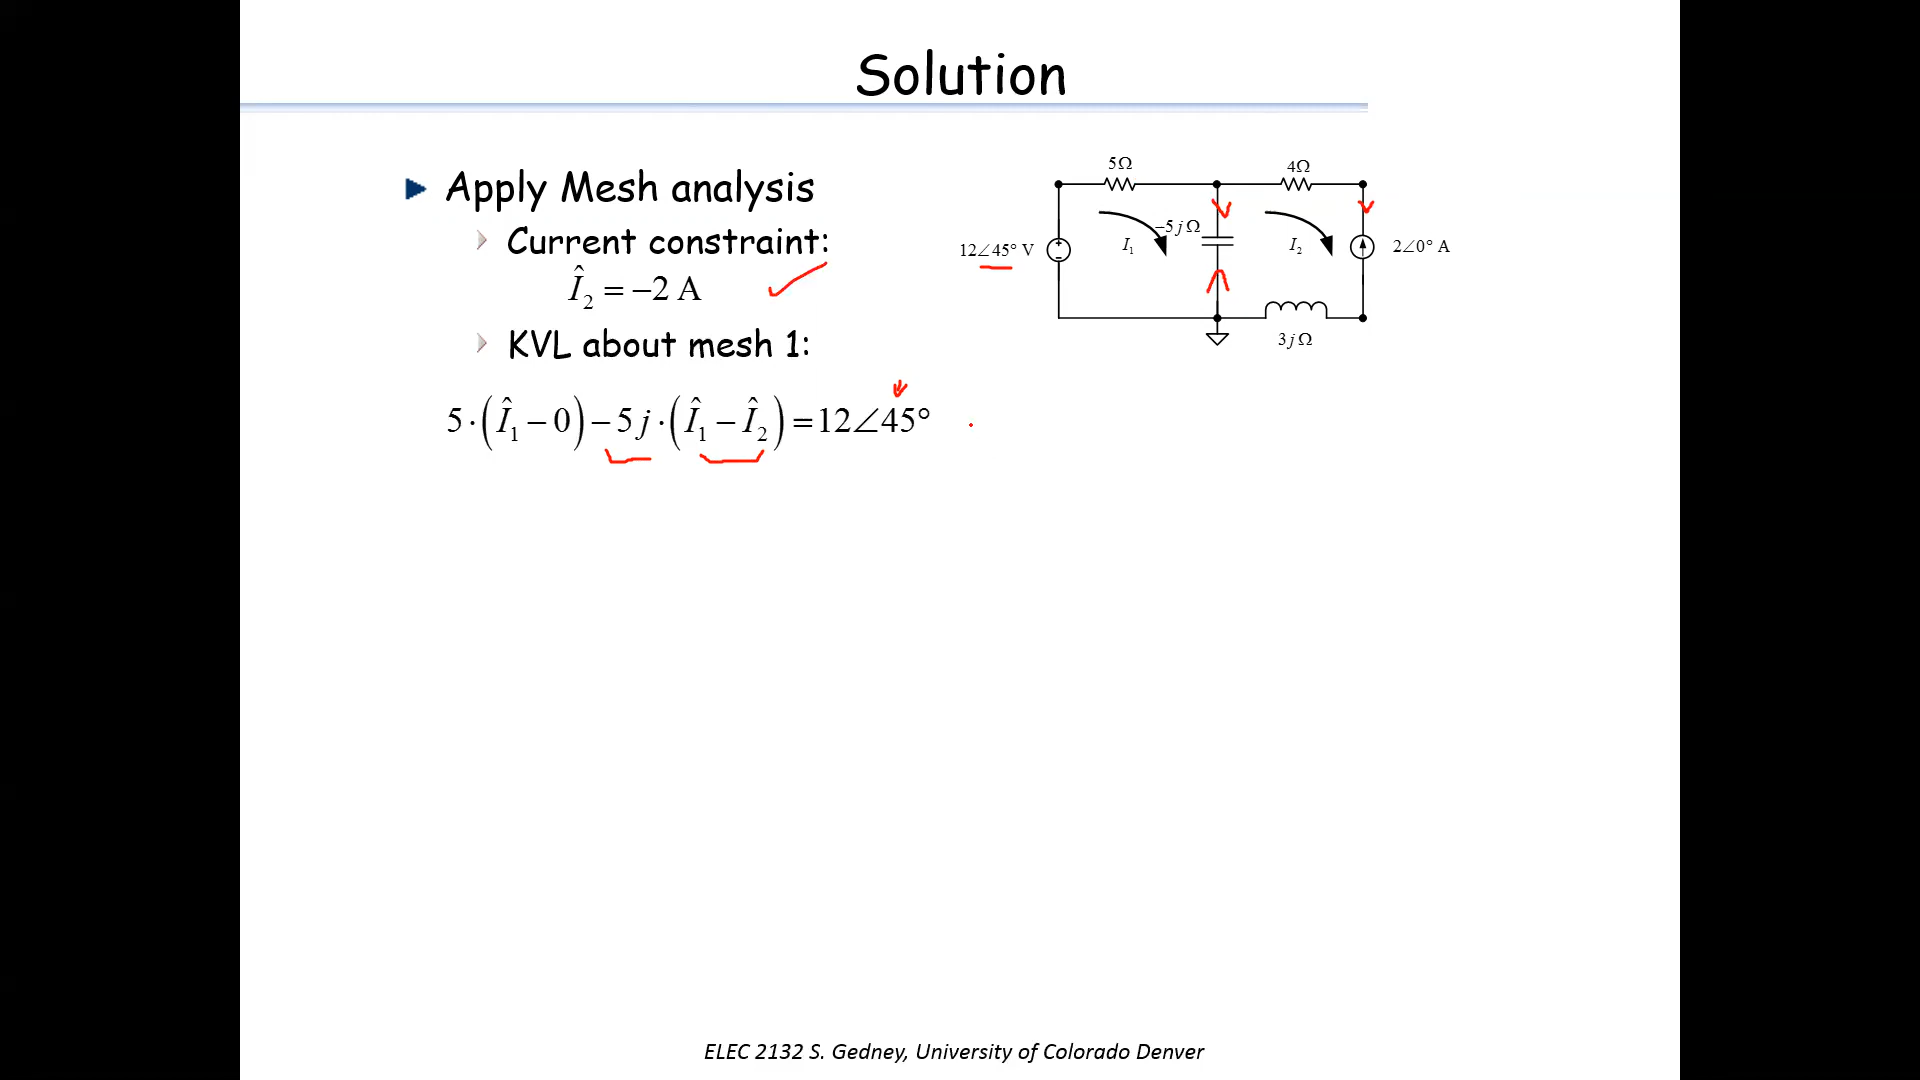 Solution
Apply Mesh analysis
Current constraint:
Î₂ = −2 A
KVL about mesh 1:
5·(Î₁ − 0) − 5j·(Î₁ − Î₂) = 12∠45°
5Ω
4Ω
12∠45° V
+
-
I₁
−5jΩ
I₂
2∠0° A
3jΩ
ELEC 2132 S. Gedney, University of Colorado Denver